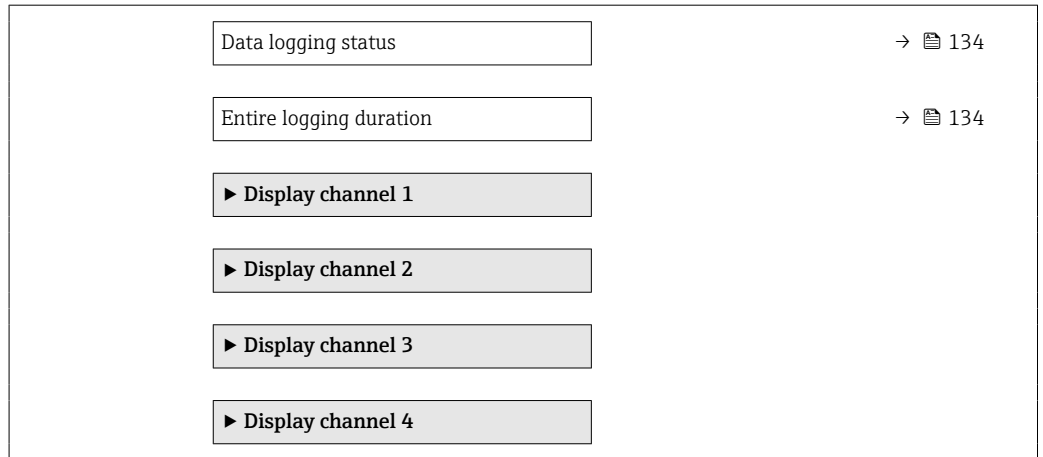 Data logging status → 🖹 134
Entire logging duration → 🖹 134
▶ Display channel 1
▶ Display channel 2
▶ Display channel 3
▶ Display channel 4